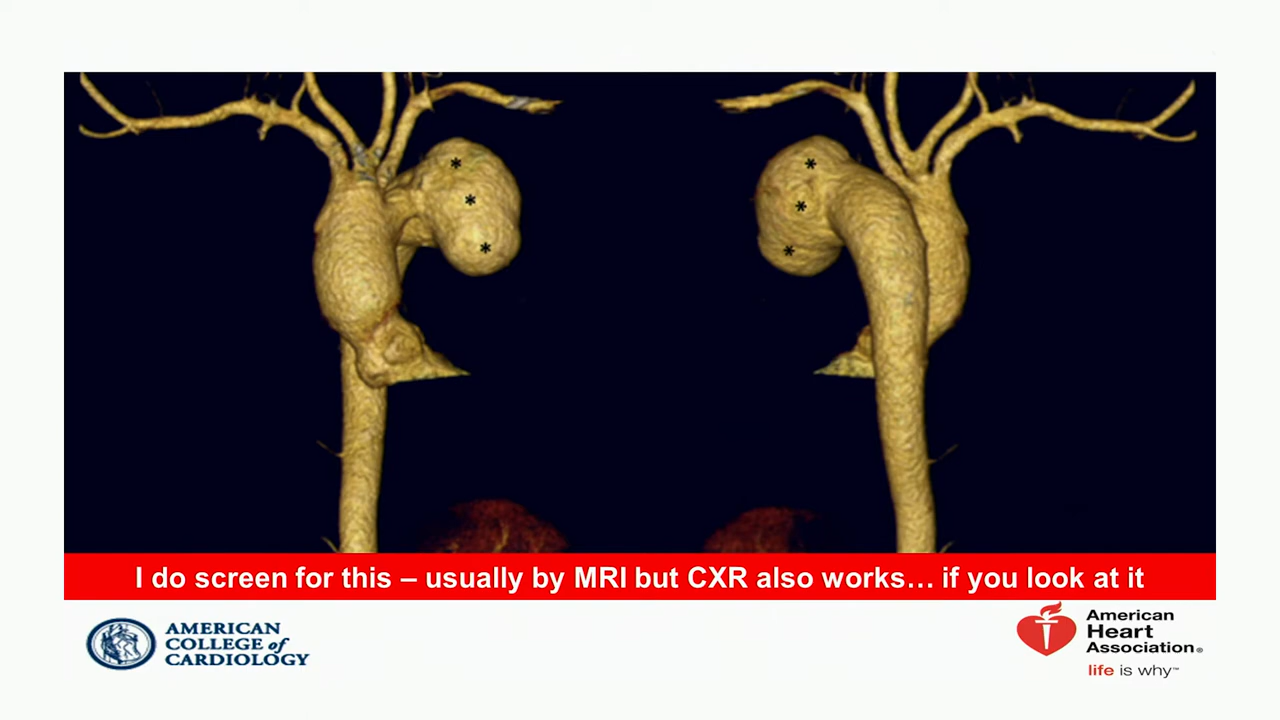 * *
* *
* *
I do screen for this – usually by MRI but CXR also works… if you look at it
AMERICAN
COLLEGE of
CARDIOLOGY
American
Heart
Association®
life is why™